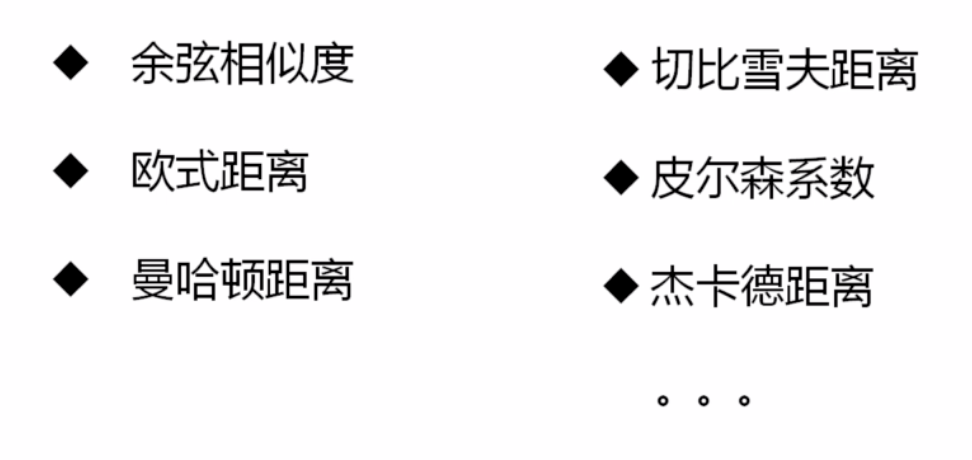 ◆ 余弦相似度
◆ 欧式距离
◆ 曼哈顿距离
◆ 切比雪夫距离
◆ 皮尔森系数
◆ 杰卡德距离
。。。